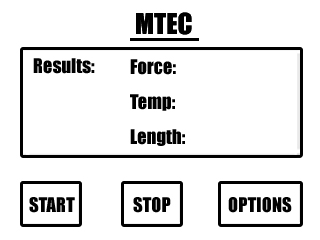 MTEC
Results: Force:
Temp:
Length:
START STOP OPTIONS